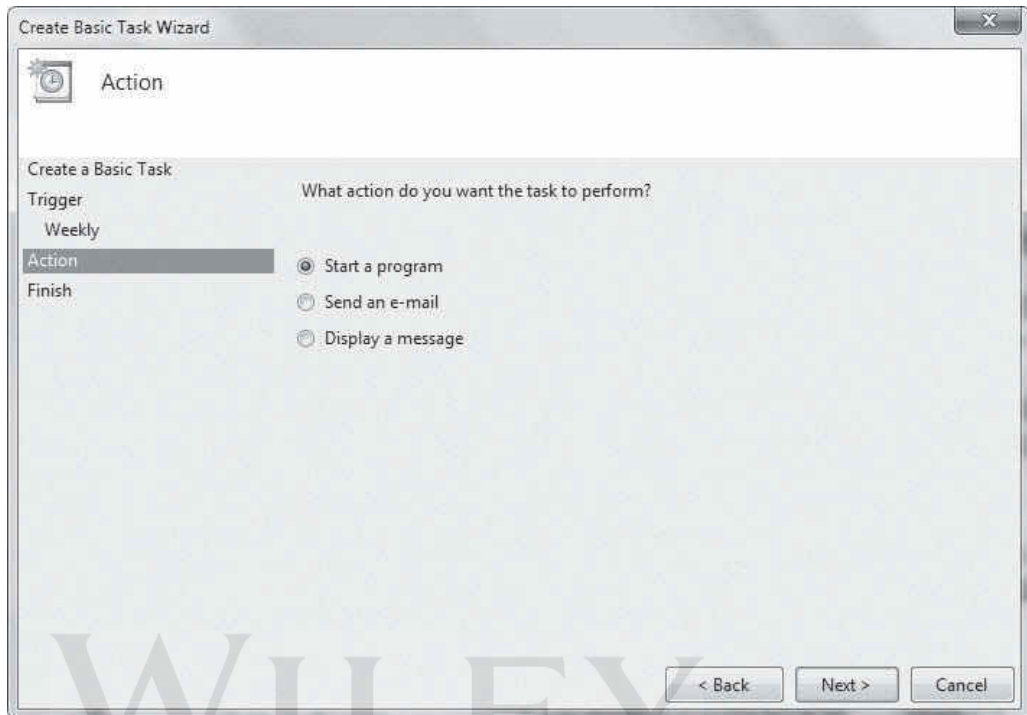 Create Basic Task Wizard
Action
Create a Basic Task
Trigger
Weekly
Action
Finish
What action do you want the task to perform?
Start a program
Send an e-mail
Display a message
WILEY
< Back
Next >
Cancel